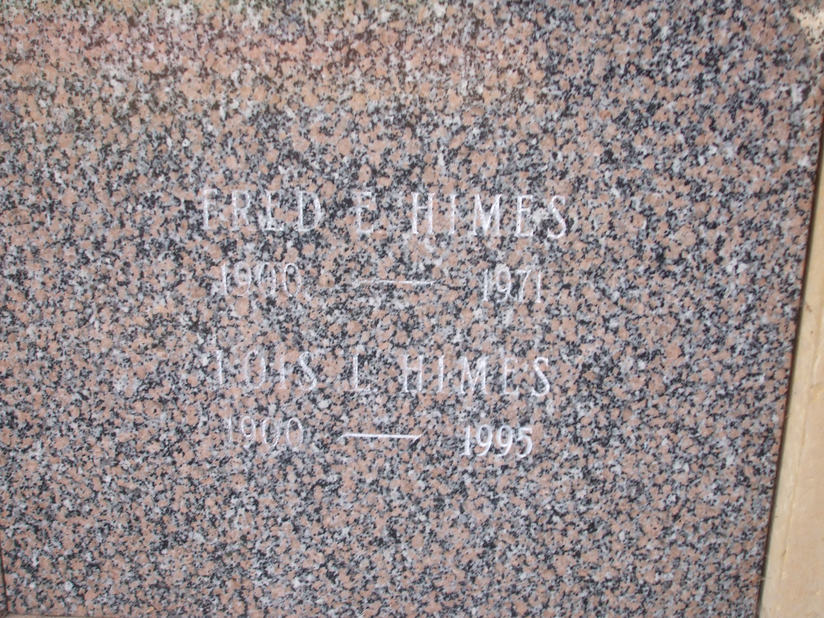 FRED E HIMES
1900 — 1971
LOIS L HIMES
1900 — 1995